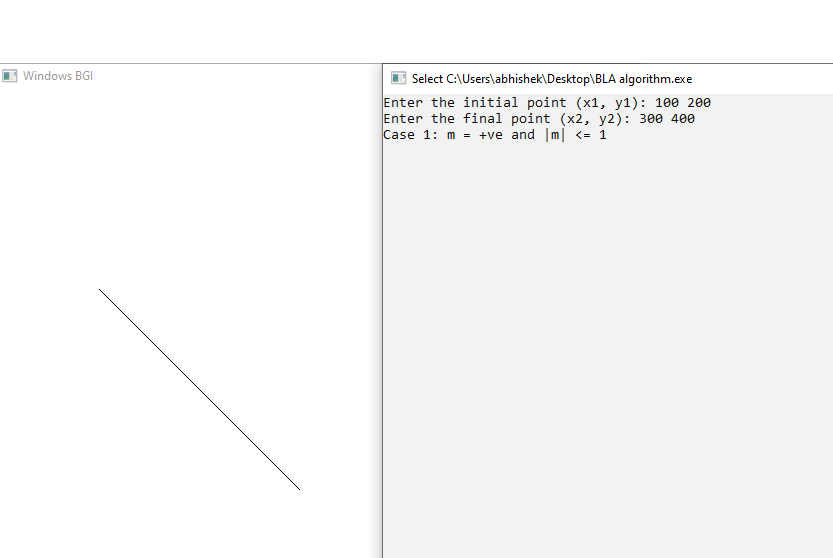 Windows BGI
Select C:\Users\abhishek\Desktop\BLA algorithm.exe
Enter the initial point (x1, y1): 100 200
Enter the final point (x2, y2): 300 400
Case 1: m = +ve and |m| <= 1